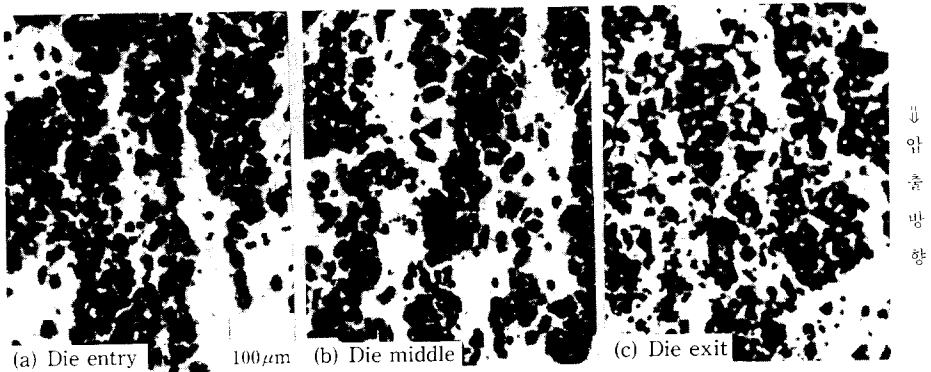 (a) Die entry
100μm
(b) Die middle
(c) Die exit
⇓
압
출
방
향